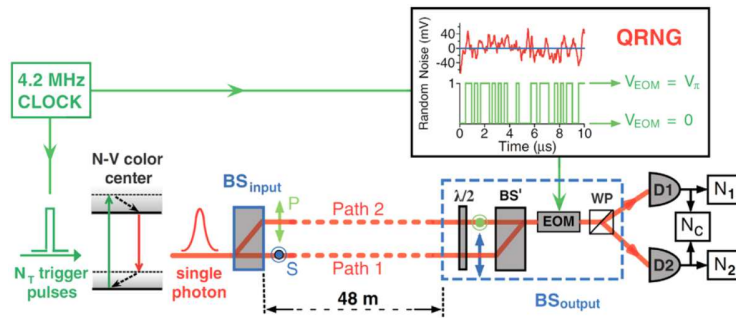 4.2 MHz
CLOCK
QRNG
Random Noise (mV)
40
0
-40
1
0
0 2 4 6 8 10
Time (µs)
V_EOM = V_π
V_EOM = 0
N-V color
center
N_T trigger
pulses
single
photon
BS_input
P
S
Path 2
Path 1
48 m
λ/2
BS'
EOM
WP
BS_output
D1
D2
N_1
N_C
N_2